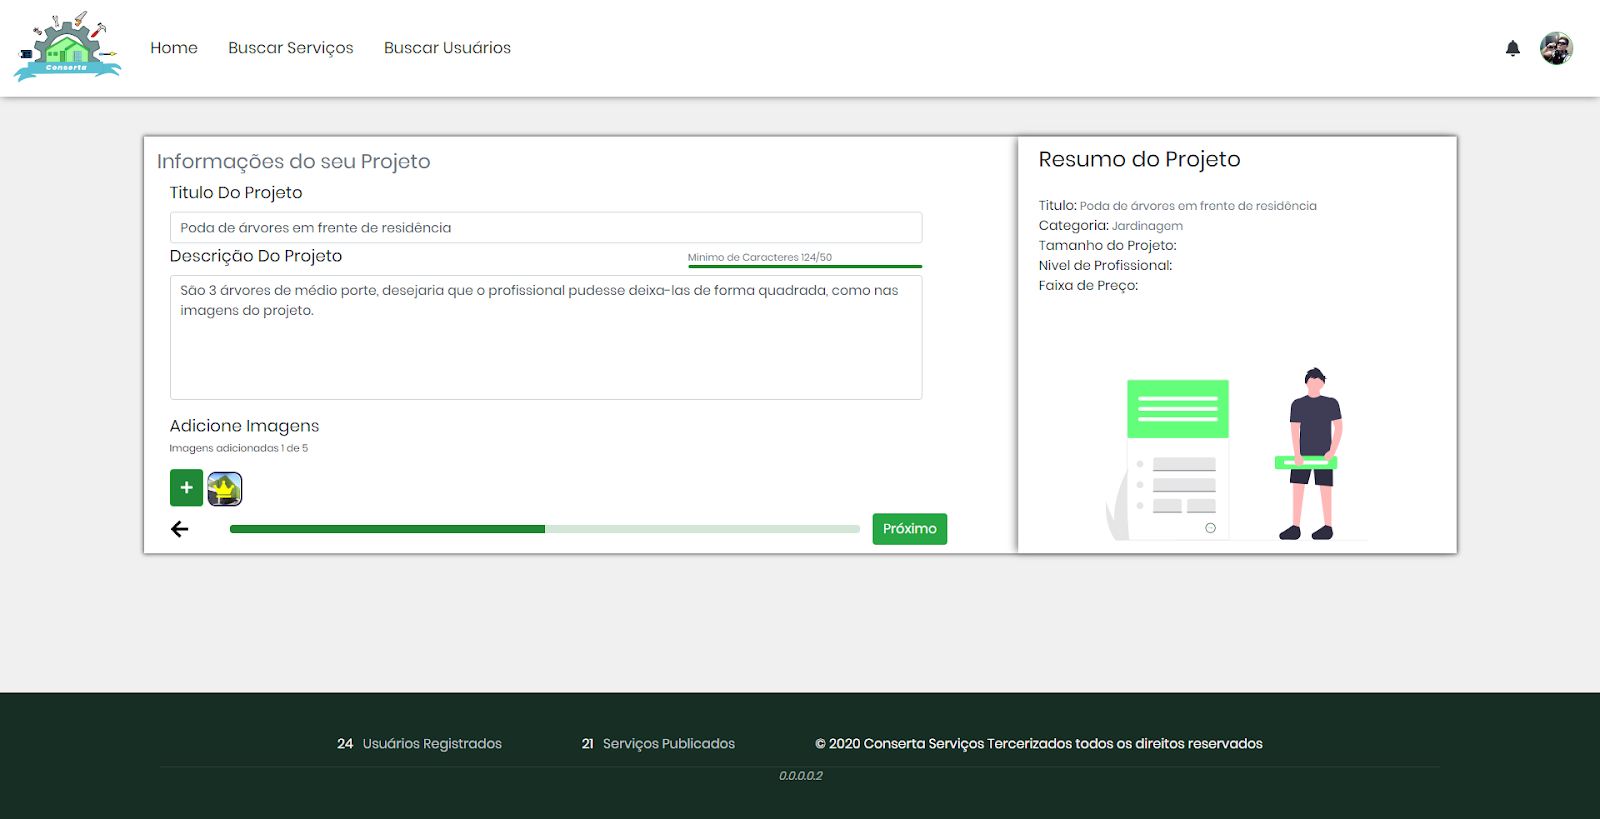 Conserta
Home
Buscar Serviços
Buscar Usuários
Informações do seu Projeto
Titulo Do Projeto
Poda de árvores em frente de residência
Descrição Do Projeto
Minimo de Caracteres 124/50
São 3 árvores de médio porte, desejaria que o profissional pudesse deixa-las de forma quadrada, como nas
imagens do projeto.
Adicione Imagens
Imagens adicionadas 1 de 5
+
Próximo
Resumo do Projeto
Titulo: Poda de árvores em frente de residência
Categoria: Jardinagem
Tamanho do Projeto:
Nivel de Profissional:
Faixa de Preço:
24 Usuários Registrados
21 Serviços Publicados
© 2020 Conserta Serviços Tercerizados todos os direitos reservados
0.0.0.0.2